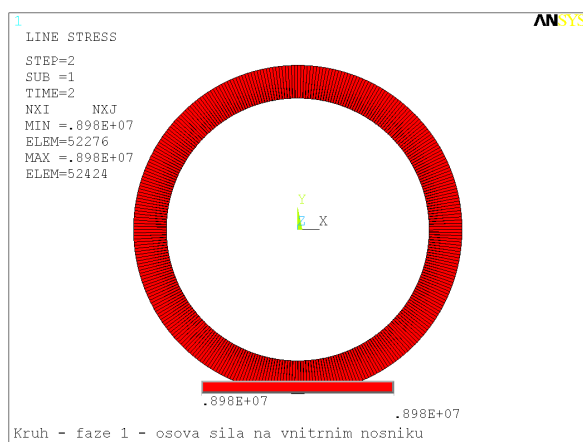 1
ANSYS
LINE STRESS
STEP=2
SUB =1
TIME=2
NXI NXJ
MIN =.898E+07
ELEM=52276
MAX =.898E+07
ELEM=52424
Y
Z X
.898E+07
.898E+07
Kruh - faze 1 - osova sila na vnitrnim nosniku